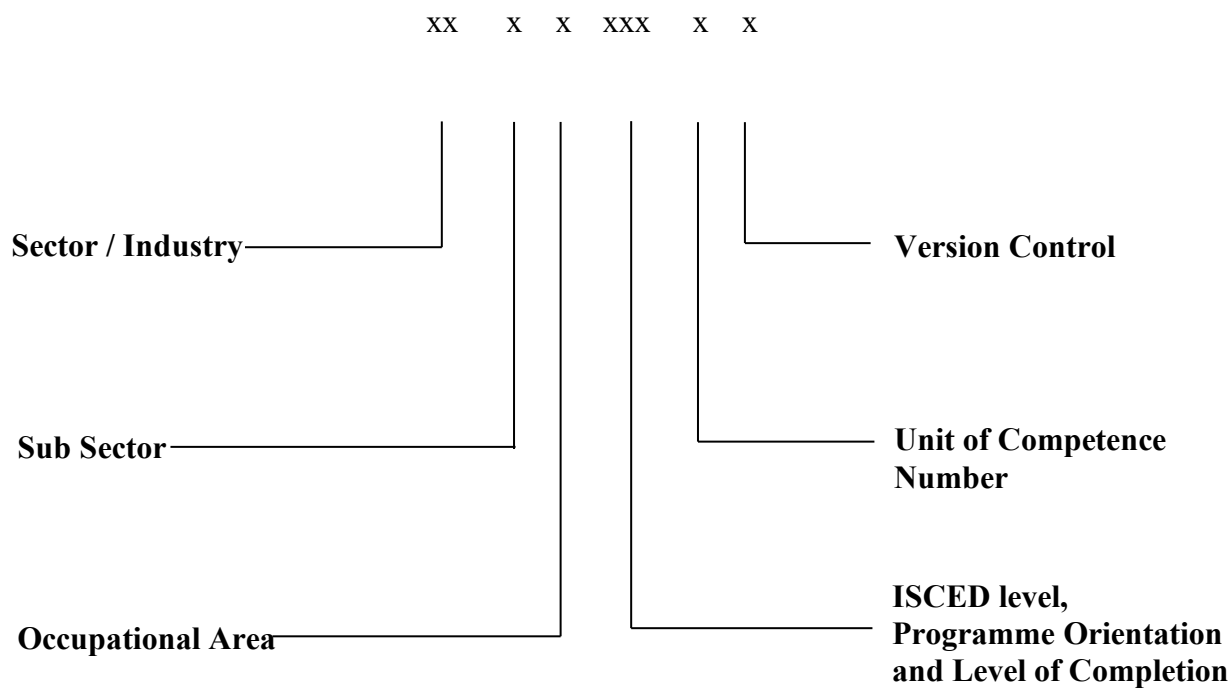 xx x x xxx x x
Sector / Industry
Version Control
Sub Sector
Unit of Competence
Number
Occupational Area
ISCED level,
Programme Orientation
and Level of Completion